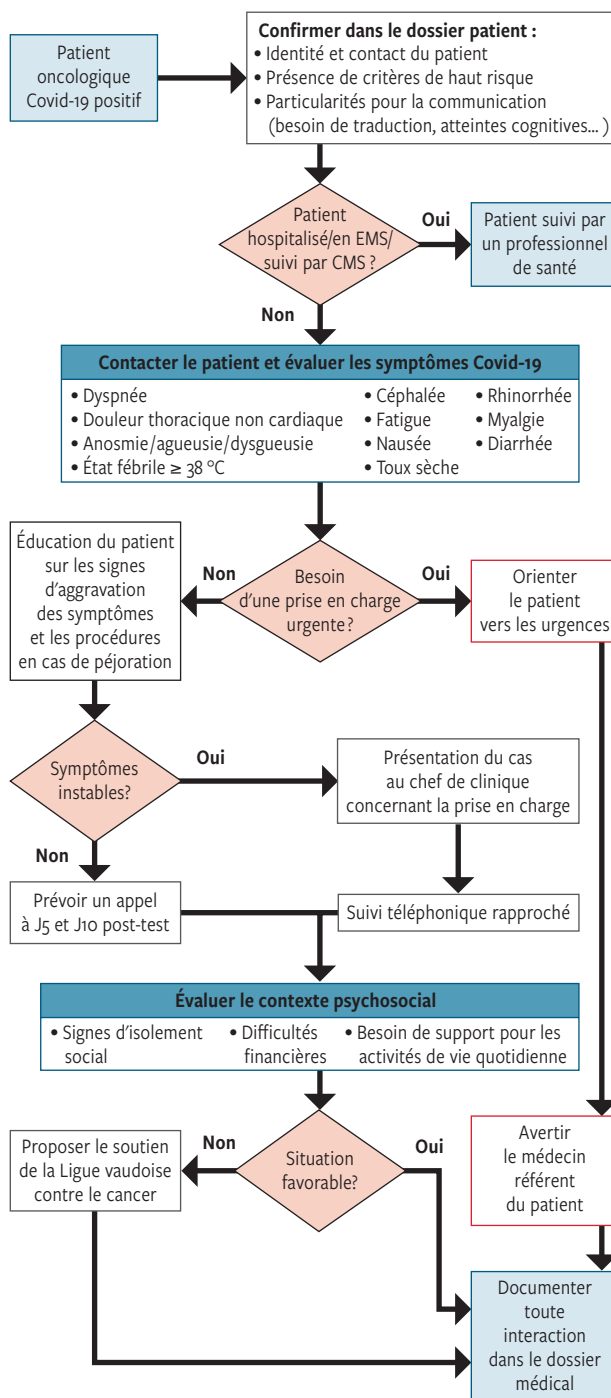 Patient
oncologique
Covid-19 positif
Confirmer dans le dossier patient :
• Identité et contact du patient
• Présence de critères de haut risque
• Particularités pour la communication
(besoin de traduction, atteintes cognitives… )
Patient
hospitalisé/en EMS/
suivi par CMS ?
Oui
Patient suivi par
un professionnel
de santé
Non
Contacter le patient et évaluer les symptômes Covid-19
• Dyspnée
• Douleur thoracique non cardiaque
• Anosmie/agueusie/dysgueusie
• État fébrile ≥ 38 °C
• Céphalée
• Fatigue
• Nausée
• Toux sèche
• Rhinorrhée
• Myalgie
• Diarrhée
Éducation du patient
sur les signes
d'aggravation
des symptômes
et les procédures
en cas de péjoration
Non
Besoin
d'une prise en charge
urgente ?
Oui
Orienter
le patient
vers les urgences
Symptômes
instables?
Oui
Présentation du cas
au chef de clinique
concernant la prise en charge
Non
Prévoir un appel
à J5 et J10 post-test
Suivi téléphonique rapproché
Évaluer le contexte psychosocial
• Signes d'isolement
social
• Difficultés
financières
• Besoin de support pour les
activités de vie quotidienne
Proposer le soutien
de la Ligue vaudoise
contre le cancer
Non
Situation
favorable?
Oui
Avertir
le médecin
référent
du patient
Documenter
toute
interaction
dans le dossier
médical